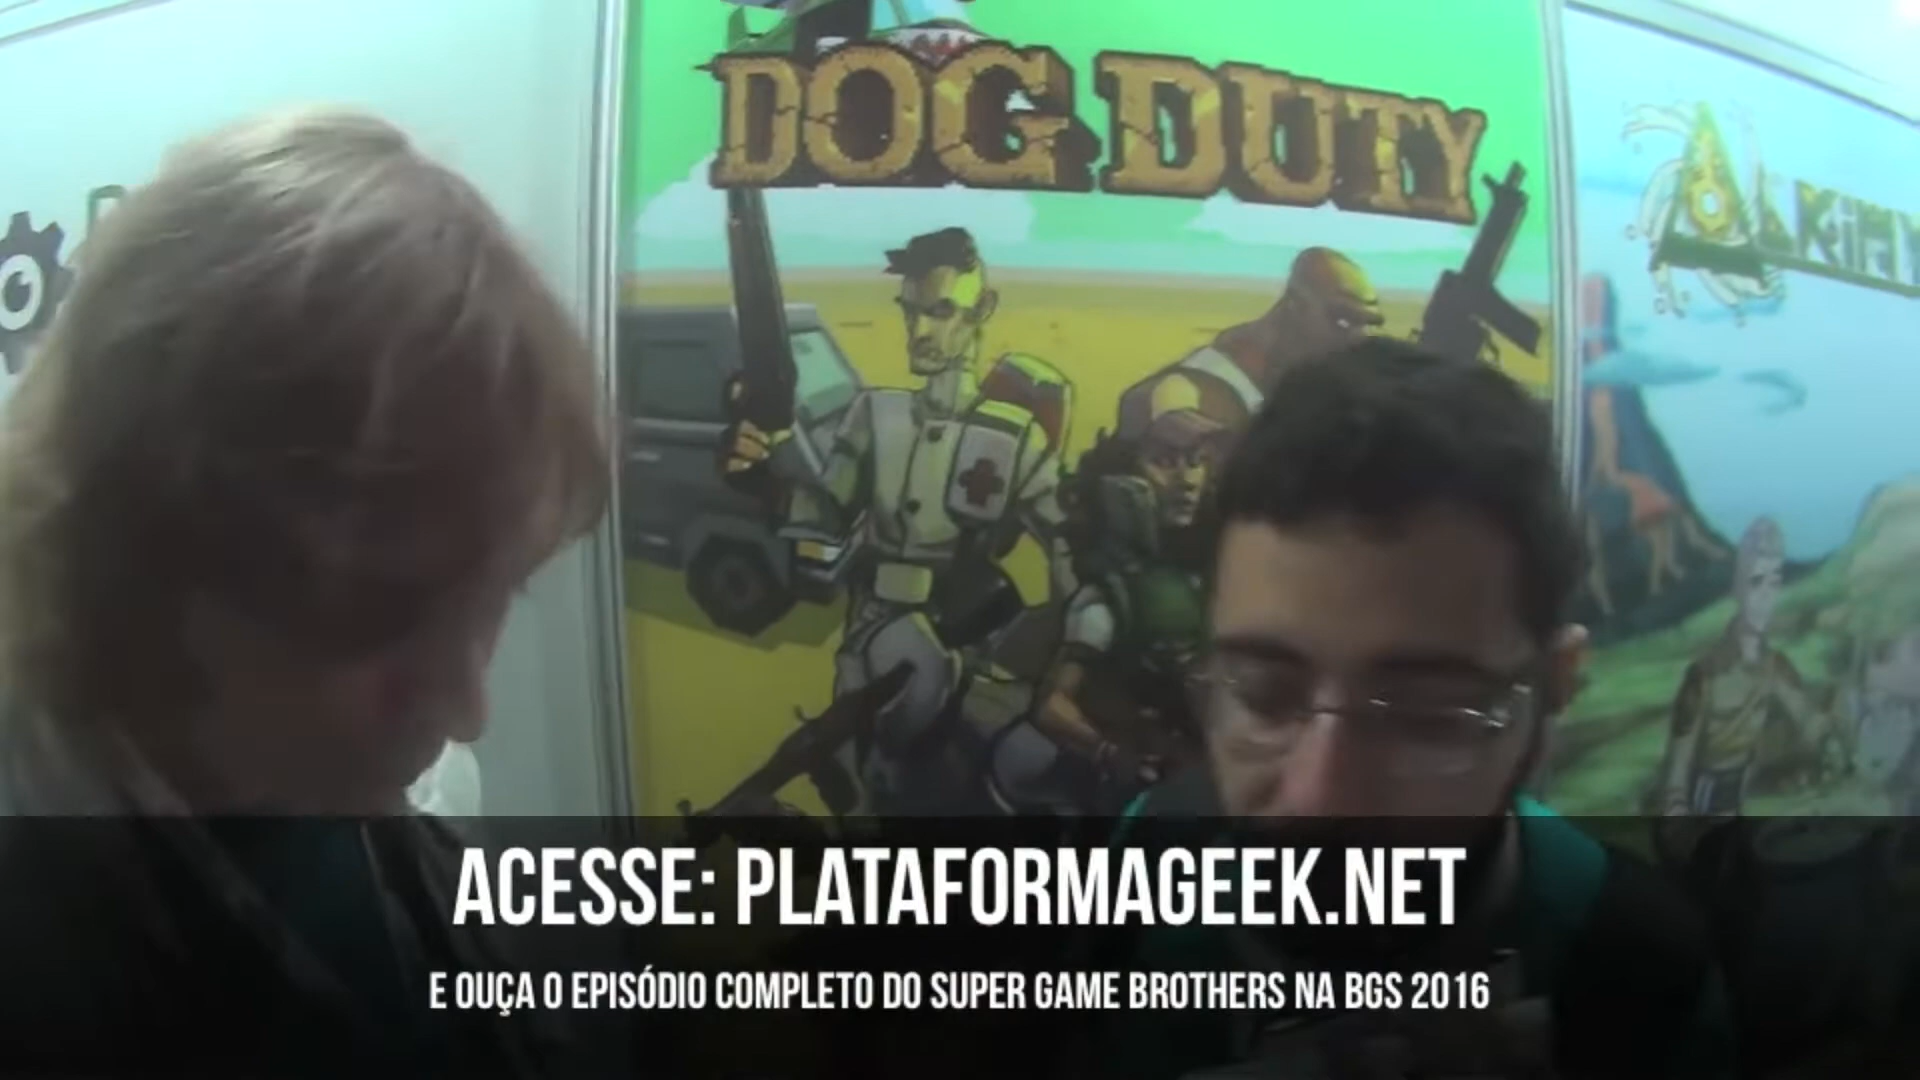 DOG DUTY
ACESSE: PLATAFORMAGEEK.NET
E OUÇA O EPISÓDIO COMPLETO DO SUPER GAME BROTHERS NA BGS 2016